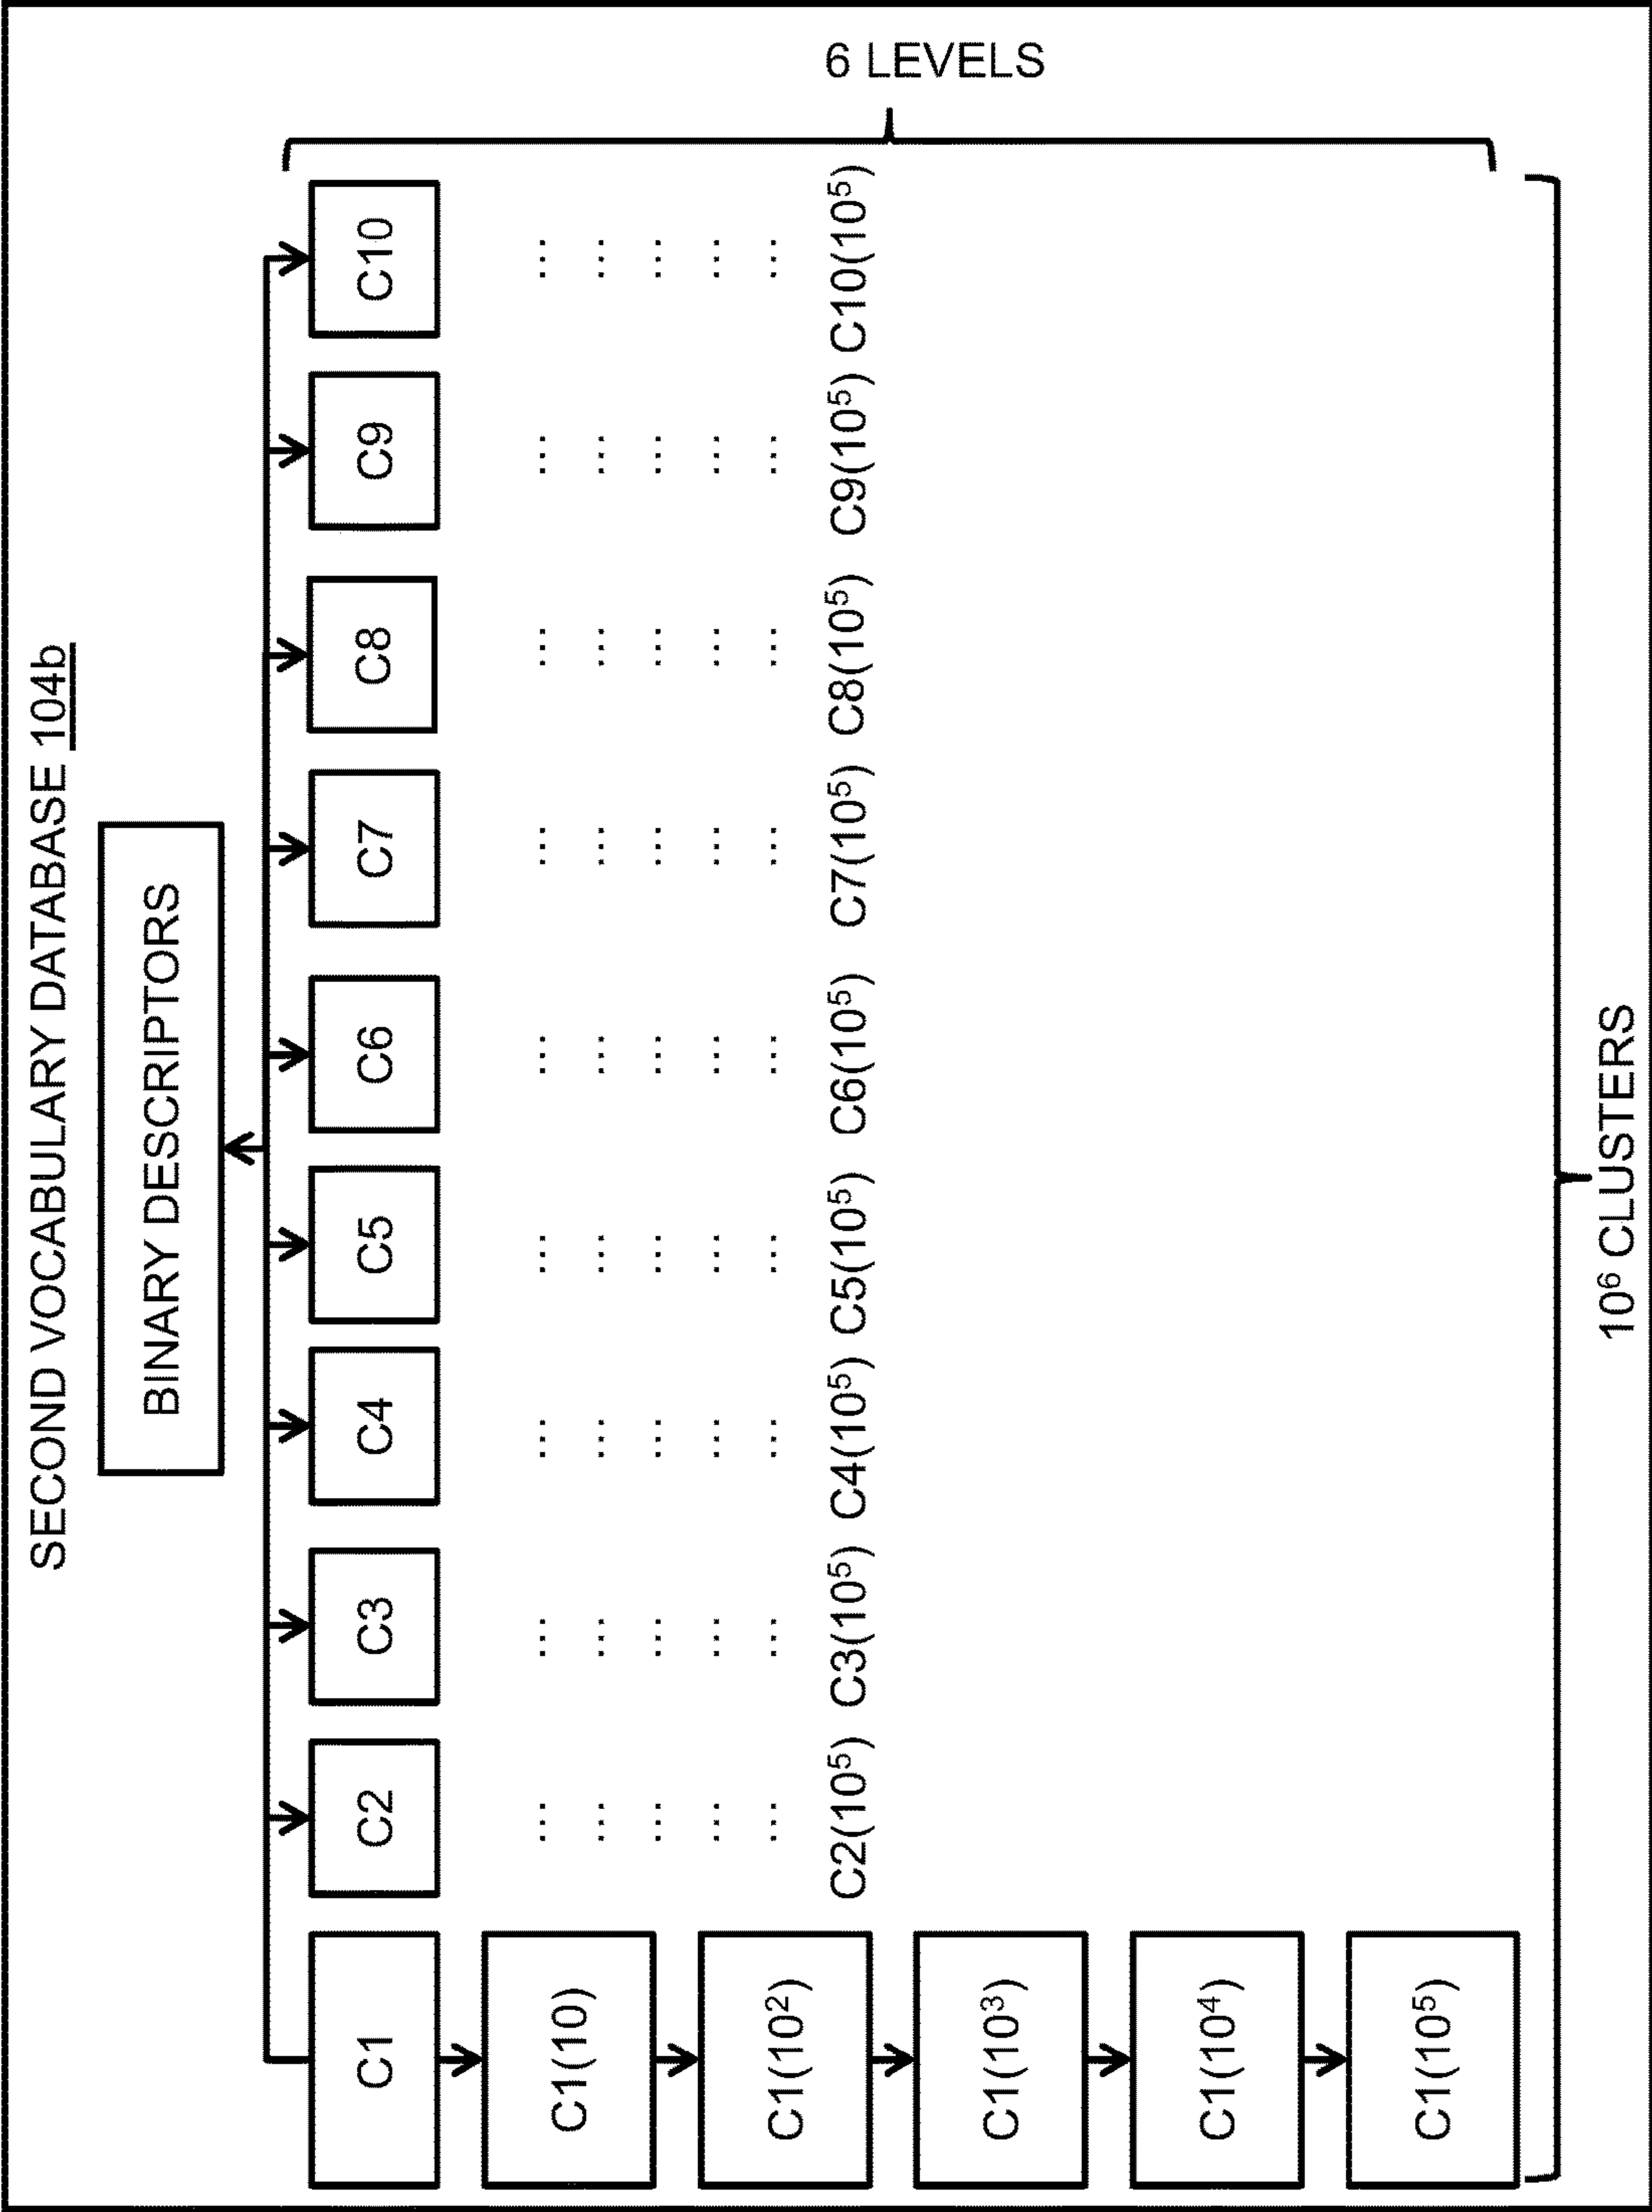 SECOND VOCABULARY DATABASE 104b
BINARY DESCRIPTORS
C1 C2 C3 C4 C5 C6 C7 C8 C9 C10
6 LEVELS
C1(10) ... ... ... ... ... ... ... ... ...
... ... ... ... ... ... ... ... ...
C1(10²) ... ... ... ... ... ... ... ... ...
... ... ... ... ... ... ... ... ...
... ... ... ... ... ... ... ... ...
C2(10⁵) C3(10⁵) C4(10⁵) C5(10⁵) C6(10⁵) C7(10⁵) C8(10⁵) C9(10⁵) C10(10⁵)
C1(10³)
C1(10⁴)
C1(10⁵)
10⁶ CLUSTERS